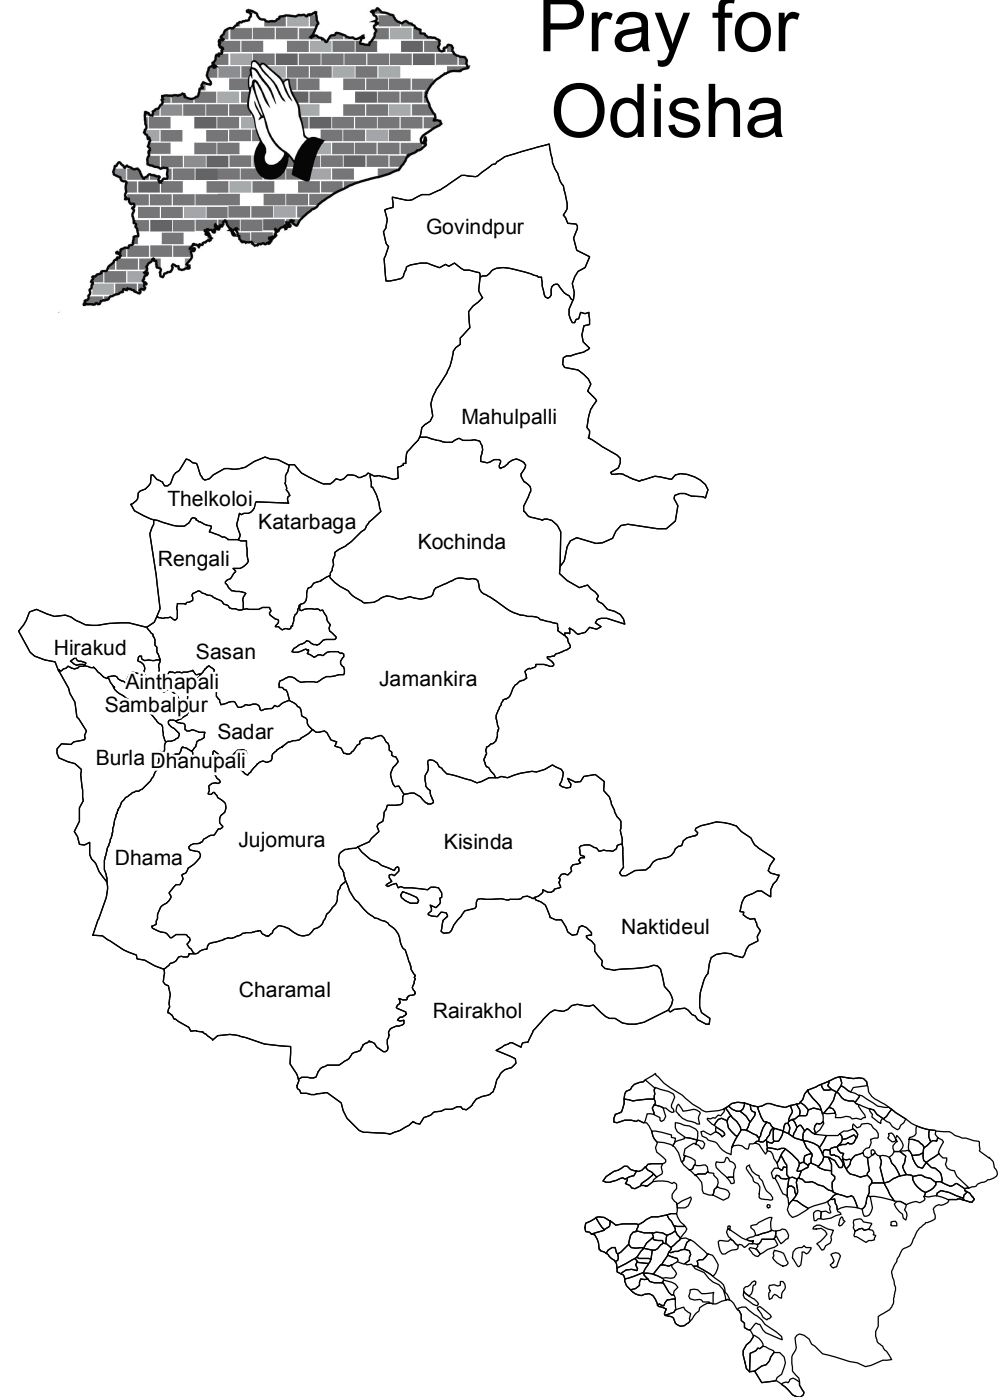 Pray for
Odisha
Govindpur
Mahulpalli
Thelkoloi
Katarbaga
Kochinda
Rengali
Hirakud
Sasan
Jamankira
Ainthapali
Sambalpur
Sadar
Burla
Dhanupali
Jujomura
Kisinda
Dhama
Naktideul
Charamal
Rairakhol